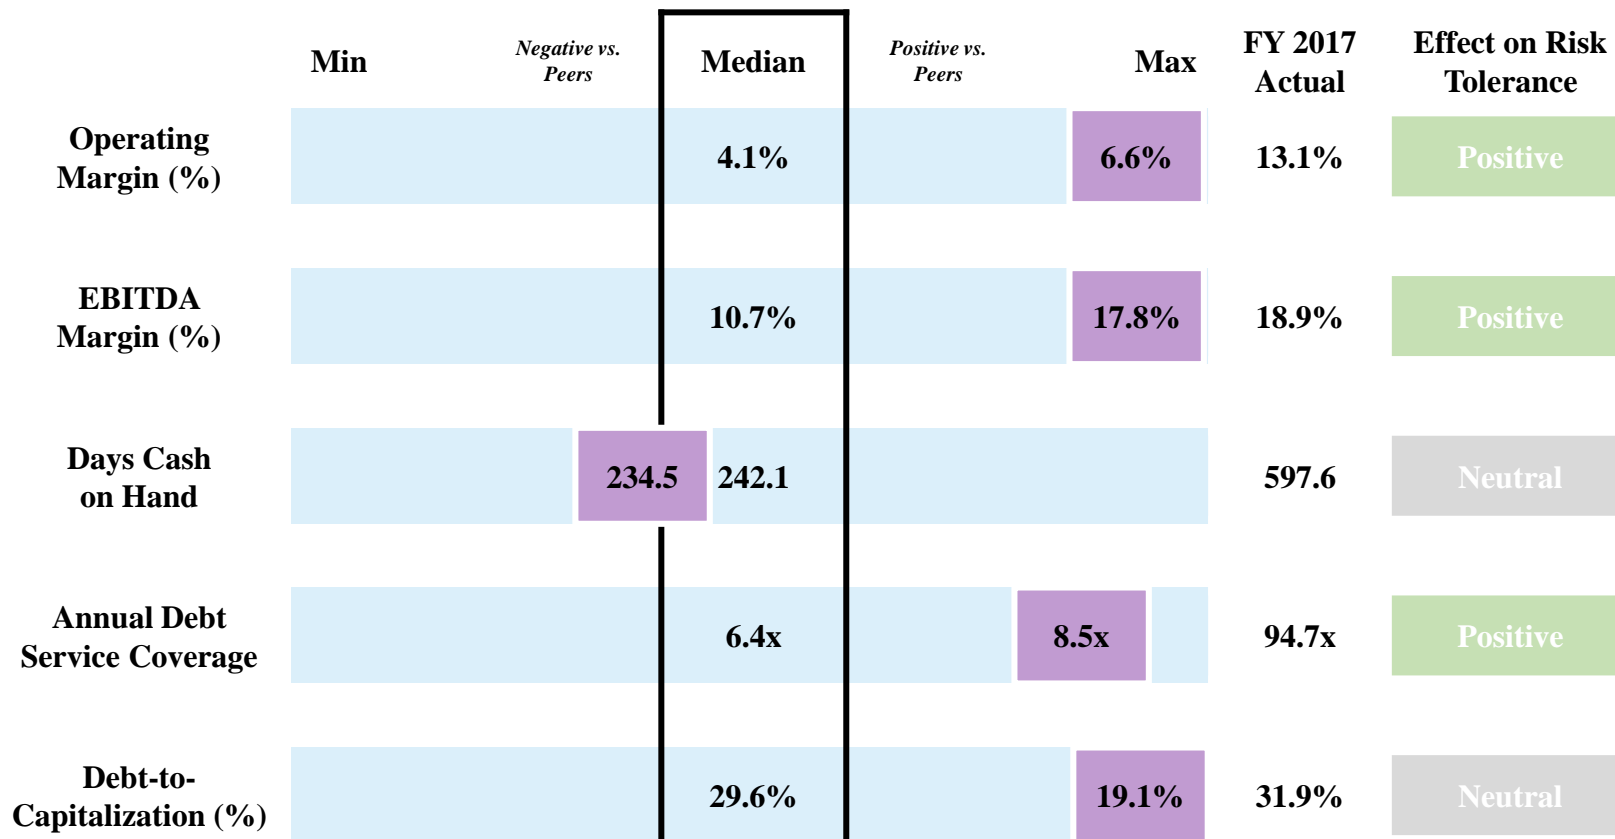 Min
Negative vs.
Peers
Median
Positive vs.
Peers
Max
FY 2017
Actual
Effect on Risk
Tolerance
Operating
Margin (%)
4.1%
6.6%
13.1%
Positive
EBITDA
Margin (%)
10.7%
17.8%
18.9%
Positive
Days Cash
on Hand
234.5
242.1
597.6
Neutral
Annual Debt
Service Coverage
6.4x
8.5x
94.7x
Positive
Debt-to-
Capitalization (%)
29.6%
19.1%
31.9%
Neutral